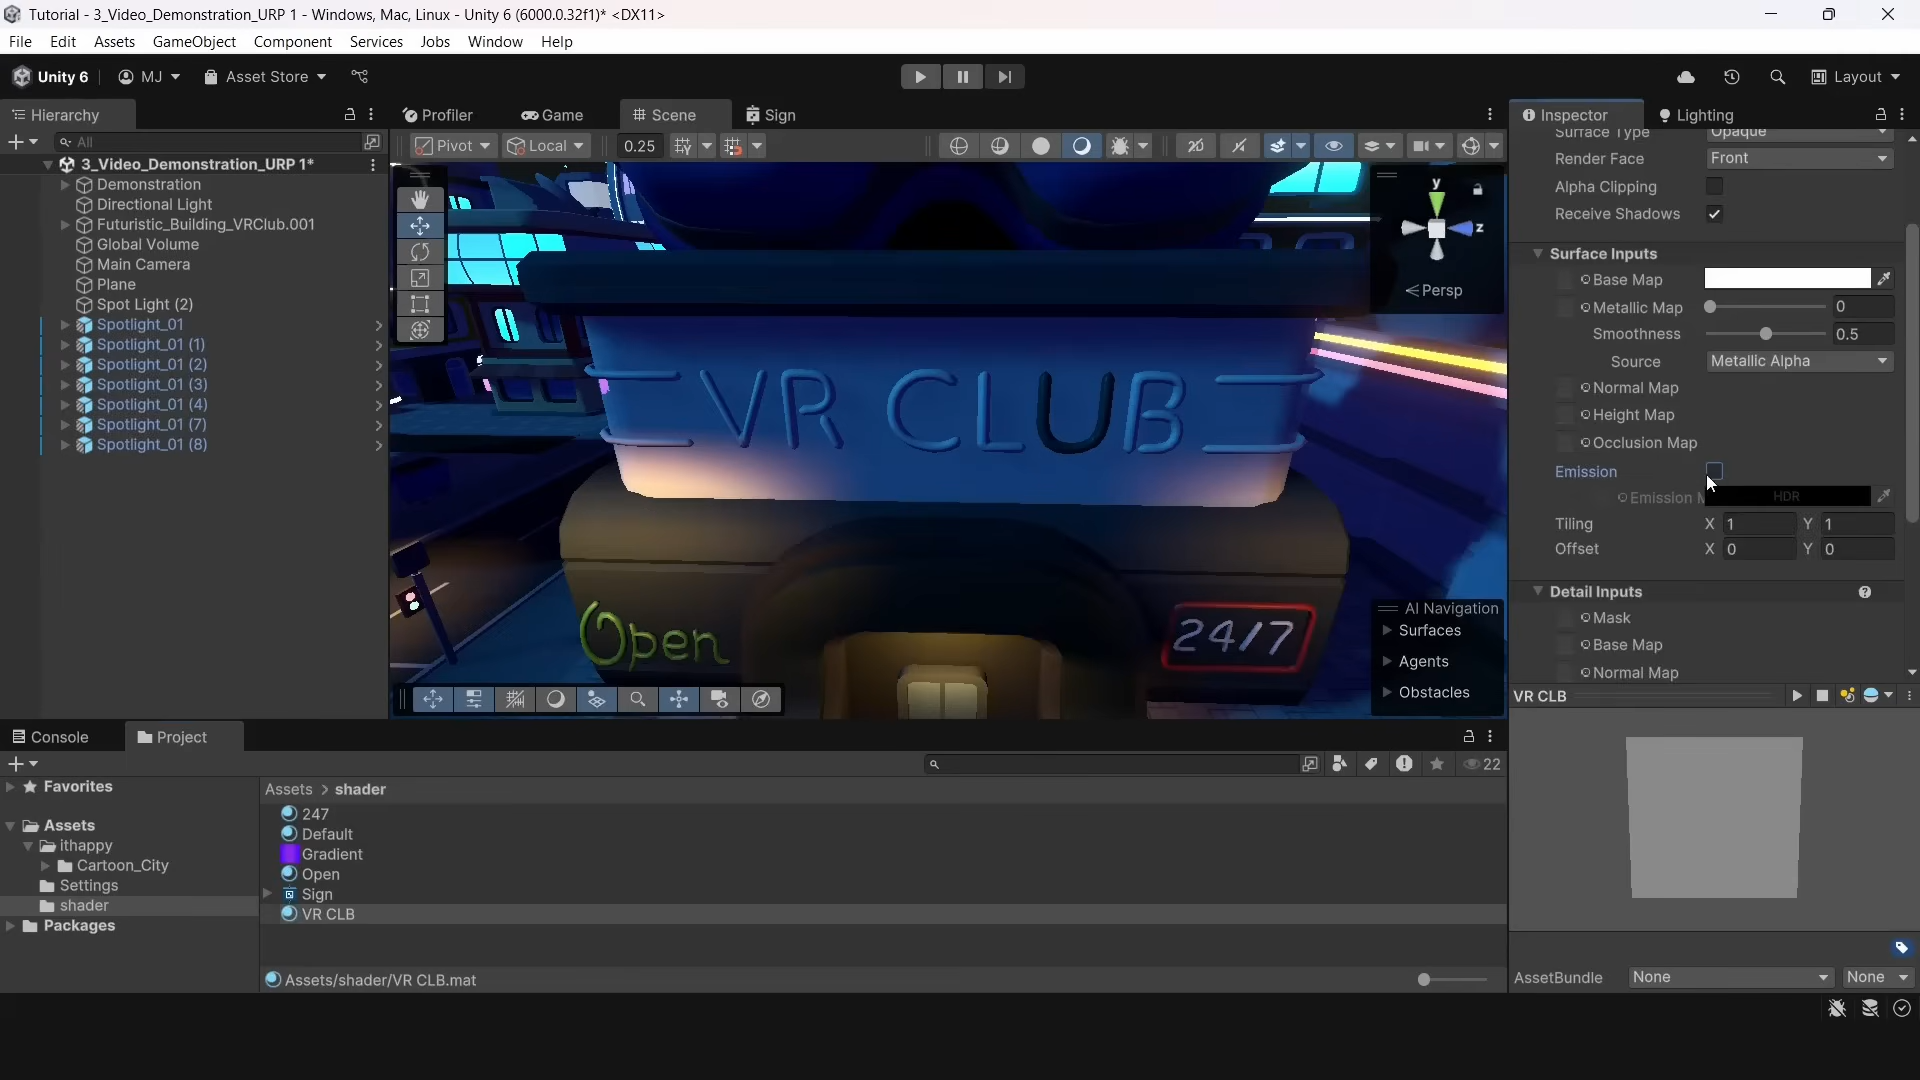 Tutorial - 3_Video_Demonstration_URP 1 - Windows, Mac, Linux - Unity 6 (6000.0.32f1)* <DX11>
File Edit Assets GameObject Component Services Jobs Window Help
Unity 6 MJ Asset Store Layout
Hierarchy
All
3_Video_Demonstration_URP 1*
Demonstration
Directional Light
Futuristic_Building_VRClub.001
Global Volume
Main Camera
Plane
Spot Light (2)
Spotlight_01
Spotlight_01 (1)
Spotlight_01 (2)
Spotlight_01 (3)
Spotlight_01 (4)
Spotlight_01 (7)
Spotlight_01 (8)
Profiler Game Scene Sign
Pivot Local 0.25
y
z
Persp
VR CLUB
Open
24/7
AI Navigation
Surfaces
Agents
Obstacles
Inspector Lighting
Surface Type Opaque
Render Face Front
Alpha Clipping
Receive Shadows
Surface Inputs
Base Map
Metallic Map 0
Smoothness 0.5
Source Metallic Alpha
Normal Map
Height Map
Occlusion Map
Emission
Emission M HDR
Tiling X 1 Y 1
Offset X 0 Y 0
Detail Inputs
Mask
Base Map
Normal Map
VR CLB
AssetBundle None None
Console Project
22
Favorites
Assets
ithappy
Cartoon_City
Settings
shader
Packages
Assets > shader
247
Default
Gradient
Open
Sign
VR CLB
Assets/shader/VR CLB.mat